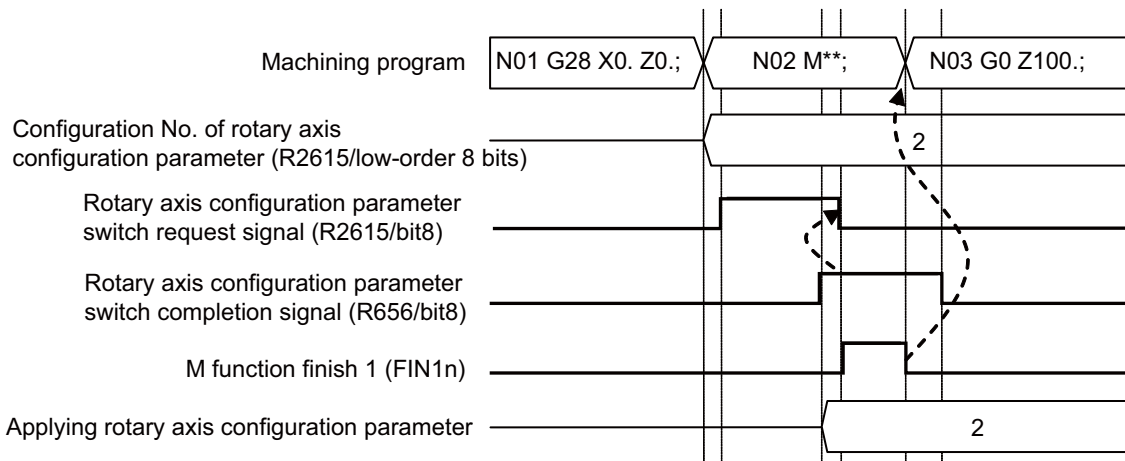 Machining program
N01 G28 X0. Z0.;
N02 M**;
N03 G0 Z100.;
Configuration No. of rotary axis
configuration parameter (R2615/low-order 8 bits)
2
Rotary axis configuration parameter
switch request signal (R2615/bit8)
Rotary axis configuration parameter
switch completion signal (R656/bit8)
M function finish 1 (FIN1n)
Applying rotary axis configuration parameter
2